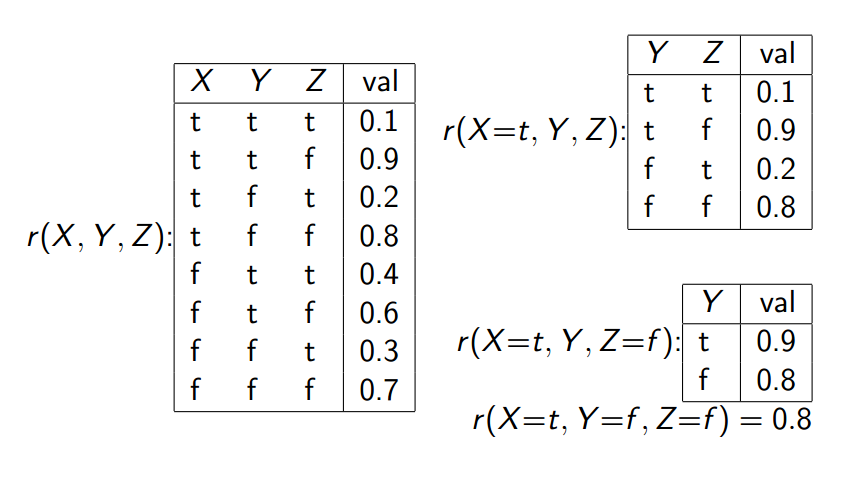 r(X, Y, Z):
X Y Z val
t t t 0.1
t t f 0.9
t f t 0.2
t f f 0.8
f t t 0.4
f t f 0.6
f f t 0.3
f f f 0.7
r(X=t, Y, Z):
Y Z val
t t 0.1
t f 0.9
f t 0.2
f f 0.8
r(X=t, Y, Z=f):
Y val
t 0.9
f 0.8
r(X=t, Y=f, Z=f) = 0.8